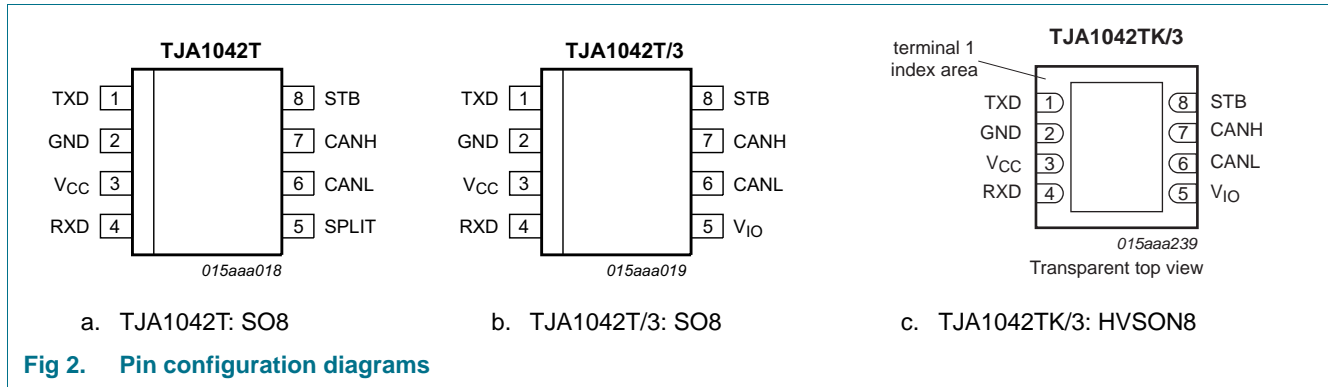 TJA1042T
TXD 1
GND 2
VCC 3
RXD 4
8 STB
7 CANH
6 CANL
5 SPLIT
015aaa018
a. TJA1042T: SO8
TJA1042T/3
TXD 1
GND 2
VCC 3
RXD 4
8 STB
7 CANH
6 CANL
5 VIO
015aaa019
b. TJA1042T/3: SO8
TJA1042TK/3
terminal 1
index area
TXD 1
GND 2
VCC 3
RXD 4
8 STB
7 CANH
6 CANL
5 VIO
015aaa239
Transparent top view
c. TJA1042TK/3: HVSON8
Fig 2. Pin configuration diagrams